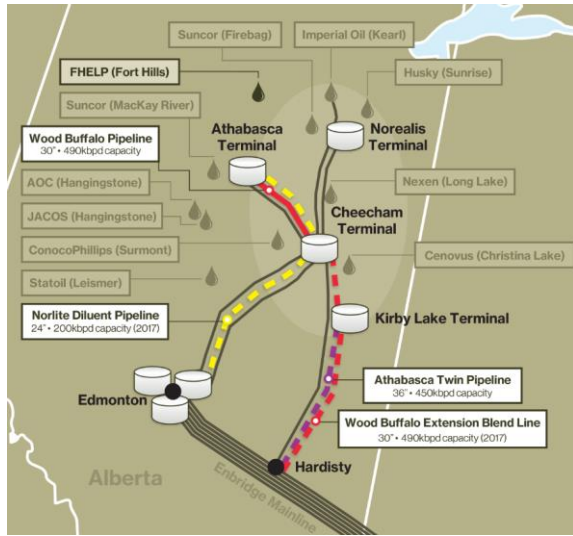 Suncor (Firebag)
Imperial Oil (Kearl)
FHELP (Fort Hills)
Husky (Sunrise)
Suncor (MacKay River)
Athabasca
Terminal
Norealis
Terminal
Wood Buffalo Pipeline
30" • 490kbpd capacity
AOC (Hangingstone)
Nexen (Long Lake)
JACOS (Hangingstone)
Cheecham
Terminal
ConocoPhillips (Surmont)
Cenovus (Christina Lake)
Statoil (Leismer)
Norlite Diluent Pipeline
24" • 200kbpd capacity (2017)
Kirby Lake Terminal
Athabasca Twin Pipeline
36" • 450kbpd capacity
Edmonton
Wood Buffalo Extension Blend Line
30" • 490kbpd capacity (2017)
Hardisty
Alberta
Enbridge Mainline